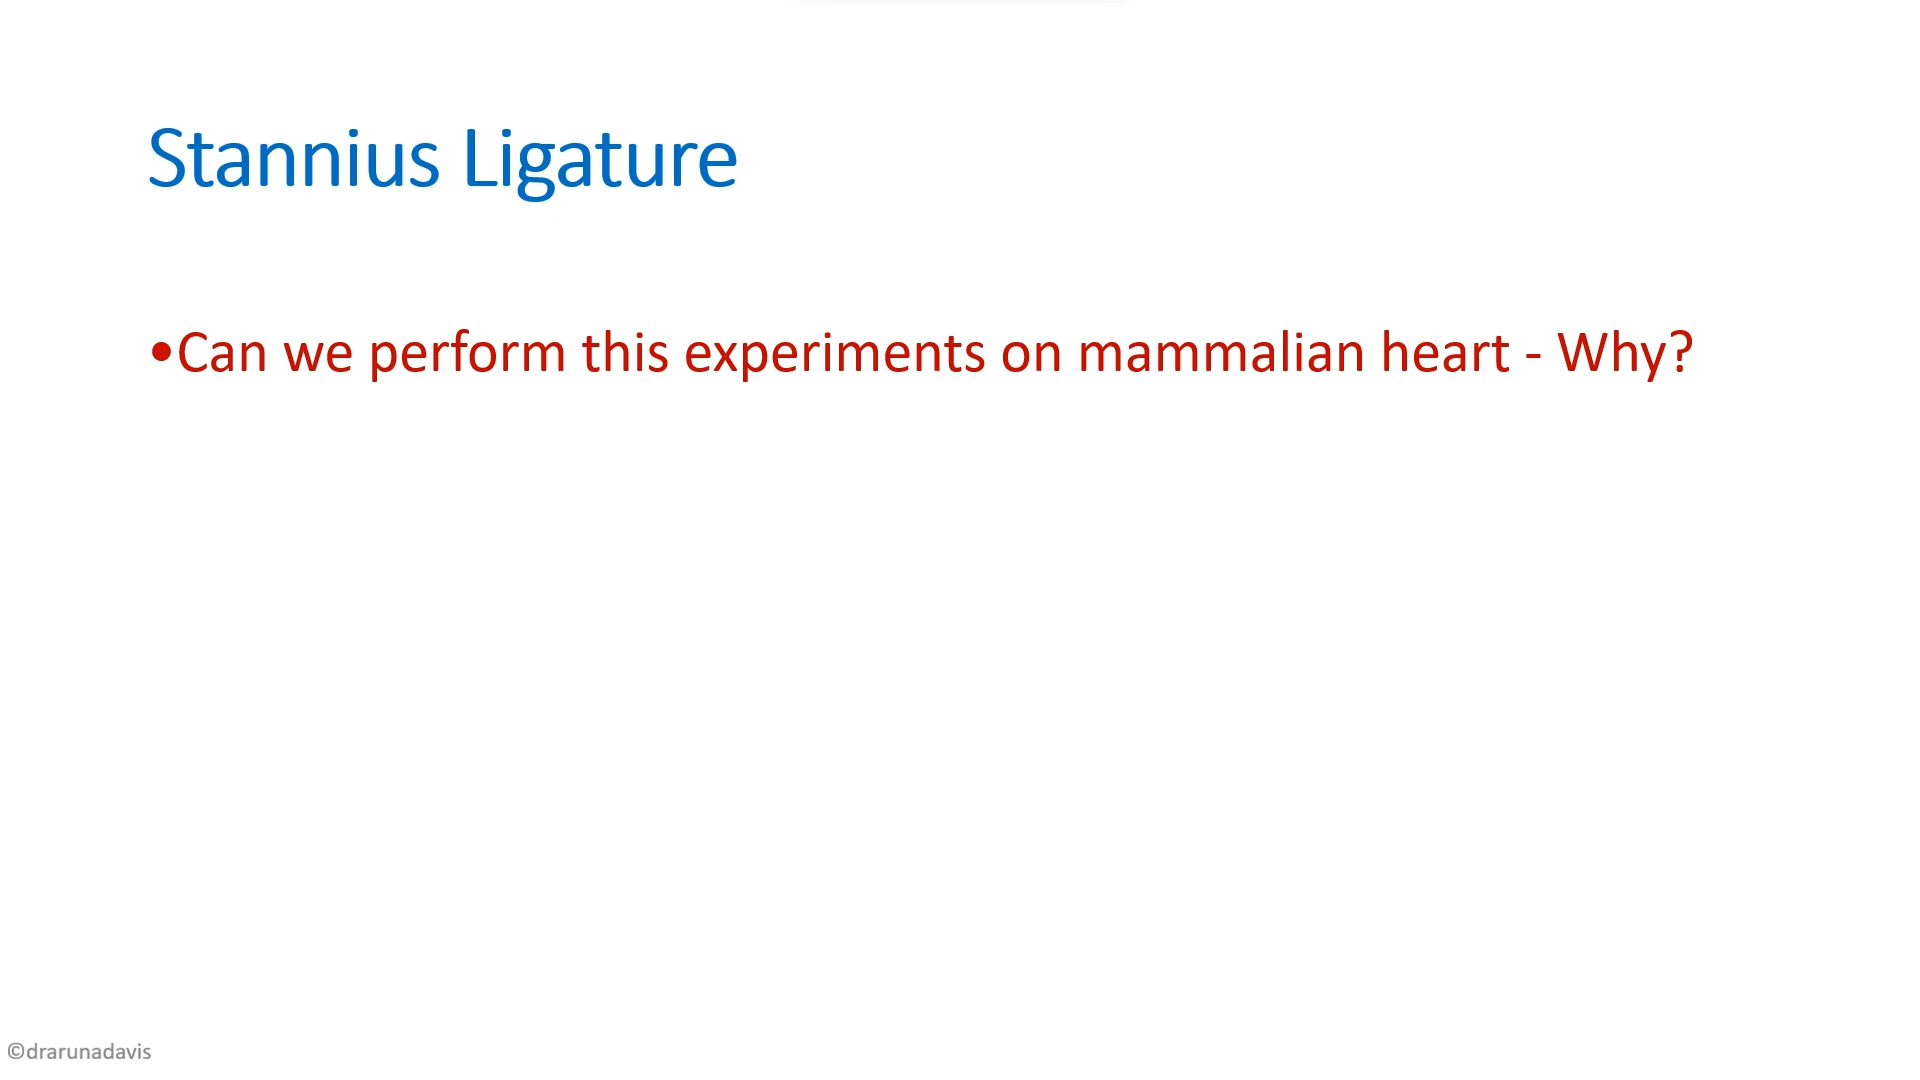 Stannius Ligature
•Can we perform this experiments on mammalian heart - Why?
©drarunadavis